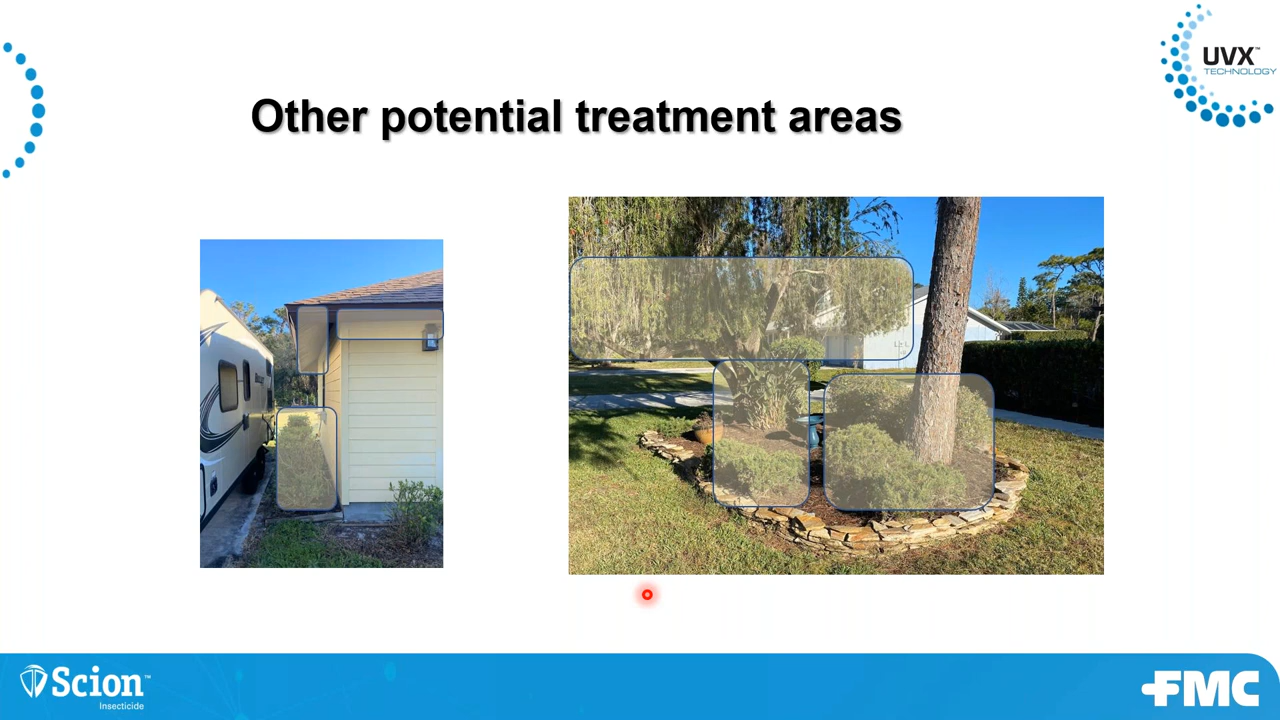 UVX™
TECHNOLOGY
Other potential treatment areas
Scion™
Insecticide
FMC